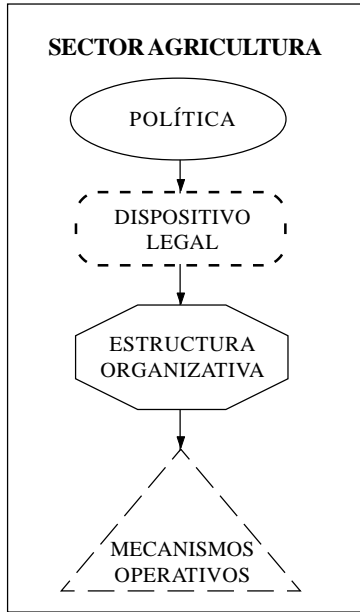 SECTOR AGRICULTURA
POLÍTICA
DISPOSITIVO
LEGAL
ESTRUCTURA
ORGANIZATIVA
MECANISMOS
OPERATIVOS